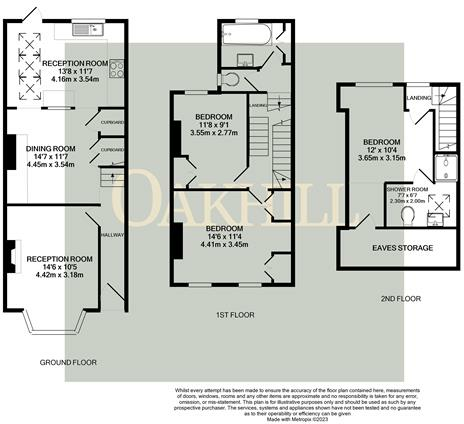 RECEPTION ROOM
13'8 x 11'7
4.16m x 3.54m
CUPBOARD
DINING ROOM
14'7 x 11'7
4.45m x 3.54m
CUPBOARD
HALLWAY
RECEPTION ROOM
14'6 x 10'5
4.42m x 3.18m
GROUND FLOOR
LANDING
BEDROOM
11'8 x 9'1
3.55m x 2.77m
BEDROOM
14'6 x 11'4
4.41m x 3.45m
1ST FLOOR
LANDING
BEDROOM
12' x 10'4
3.65m x 3.15m
SHOWER ROOM
7'7 x 6'7
2.30m x 2.00m
EAVES STORAGE
2ND FLOOR
OAKHILL
Whilst every attempt has been made to ensure the accuracy of the floor plan contained here, measurements
of doors, windows, rooms and any other items are approximate and no responsibility is taken for any error,
omission, or mis-statement. This plan is for illustrative purposes only and should be used as such by any
prospective purchaser. The services, systems and appliances shown have not been tested and no guarantee
as to their operability or efficiency can be given
Made with Metropix ©2023